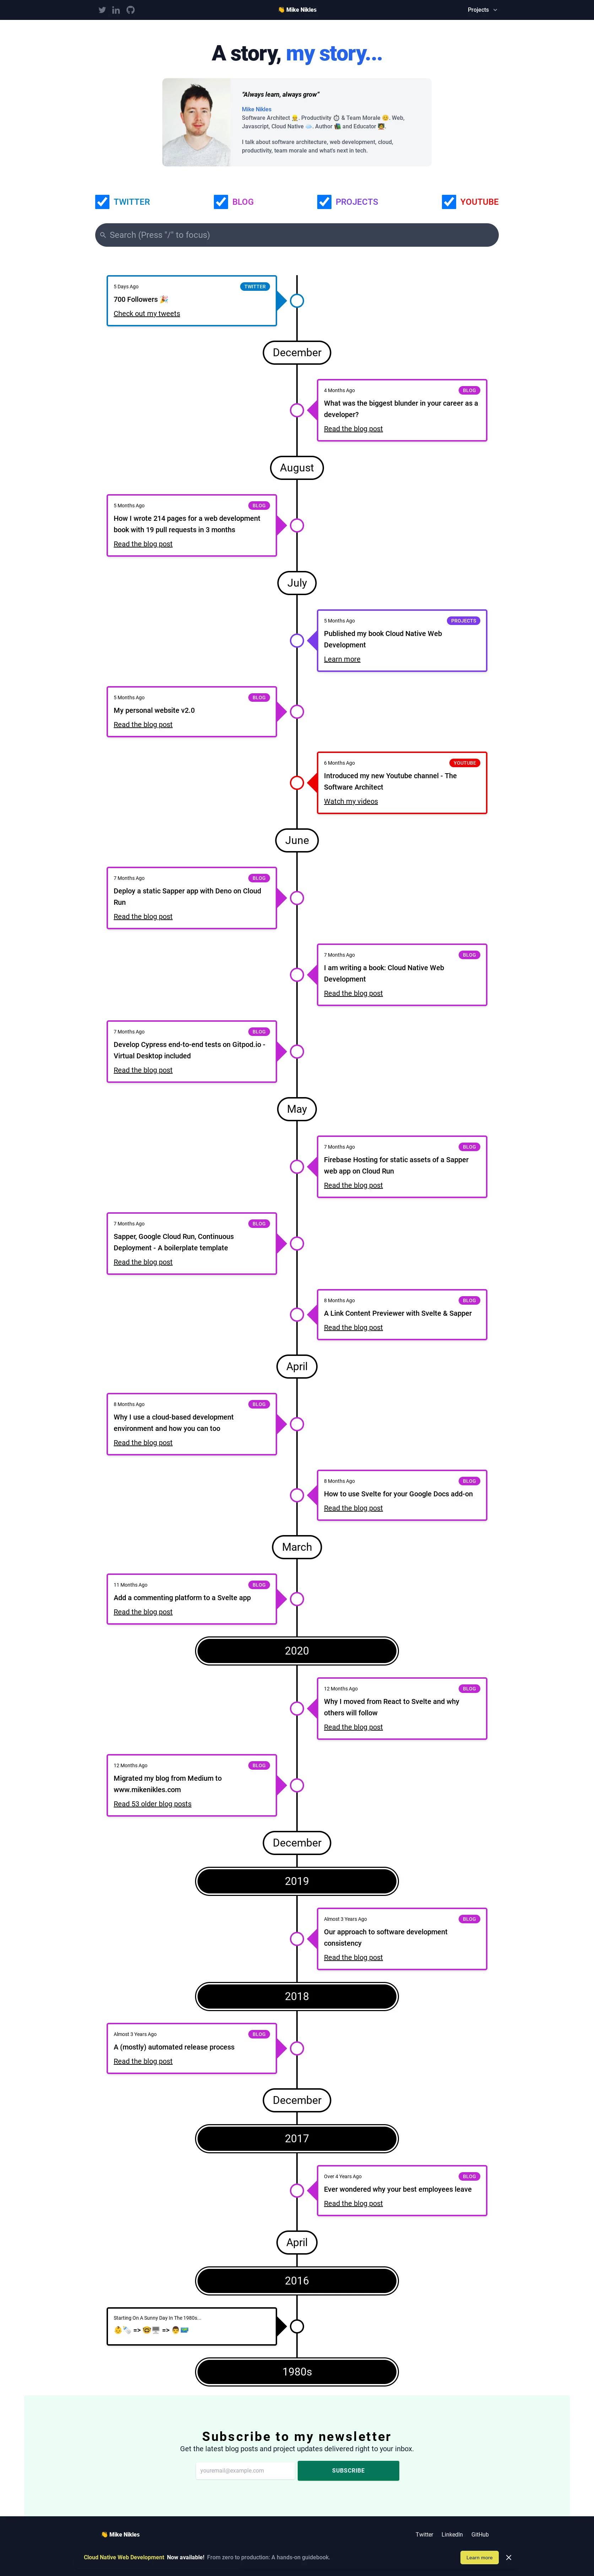 👏 Mike Nikles
Projects
A story, my story...
“Always learn, always grow”
Mike Nikles
Software Architect 👷, Productivity ⏱️ & Team Morale 😊. Web,
Javascript, Cloud Native ☁️. Author and Educator
I talk about software architecture, web development, cloud,
productivity, team morale and what's next in tech.
TWITTER
BLOG
PROJECTS
YOUTUBE
Search (Press "/" to focus)
5 Days Ago
TWITTER
700 Followers 🎉
Check out my tweets
December
4 Months Ago
BLOG
What was the biggest blunder in your career as a
developer?
Read the blog post
August
5 Months Ago
BLOG
How I wrote 214 pages for a web development
book with 19 pull requests in 3 months
Read the blog post
July
5 Months Ago
PROJECTS
Published my book Cloud Native Web
Development
Learn more
5 Months Ago
BLOG
My personal website v2.0
Read the blog post
6 Months Ago
YOUTUBE
Introduced my new Youtube channel - The
Software Architect
Watch my videos
June
7 Months Ago
BLOG
Deploy a static Sapper app with Deno on Cloud
Run
Read the blog post
7 Months Ago
BLOG
I am writing a book: Cloud Native Web
Development
Read the blog post
7 Months Ago
BLOG
Develop Cypress end-to-end tests on Gitpod.io -
Virtual Desktop included
Read the blog post
May
7 Months Ago
BLOG
Firebase Hosting for static assets of a Sapper
web app on Cloud Run
Read the blog post
7 Months Ago
BLOG
Sapper, Google Cloud Run, Continuous
Deployment - A boilerplate template
Read the blog post
8 Months Ago
BLOG
A Link Content Previewer with Svelte & Sapper
Read the blog post
April
8 Months Ago
BLOG
Why I use a cloud-based development
environment and how you can too
Read the blog post
8 Months Ago
BLOG
How to use Svelte for your Google Docs add-on
Read the blog post
March
11 Months Ago
BLOG
Add a commenting platform to a Svelte app
Read the blog post
2020
12 Months Ago
BLOG
Why I moved from React to Svelte and why
others will follow
Read the blog post
12 Months Ago
BLOG
Migrated my blog from Medium to
www.mikenikles.com
Read 53 older blog posts
December
2019
Almost 3 Years Ago
BLOG
Our approach to software development
consistency
Read the blog post
2018
Almost 3 Years Ago
BLOG
A (mostly) automated release process
Read the blog post
December
2017
Over 4 Years Ago
BLOG
Ever wondered why your best employees leave
Read the blog post
April
2016
Starting On A Sunny Day In The 1980s...
👶🍼 => 🤓🖥️ => 👨
1980s
Subscribe to my newsletter
Get the latest blog posts and project updates delivered right to your inbox.
youremail@example.com
SUBSCRIBE
👏 Mike Nikles
Twitter
LinkedIn
GitHub
Cloud Native Web Development Now available! From zero to production: A hands-on guidebook.
Learn more